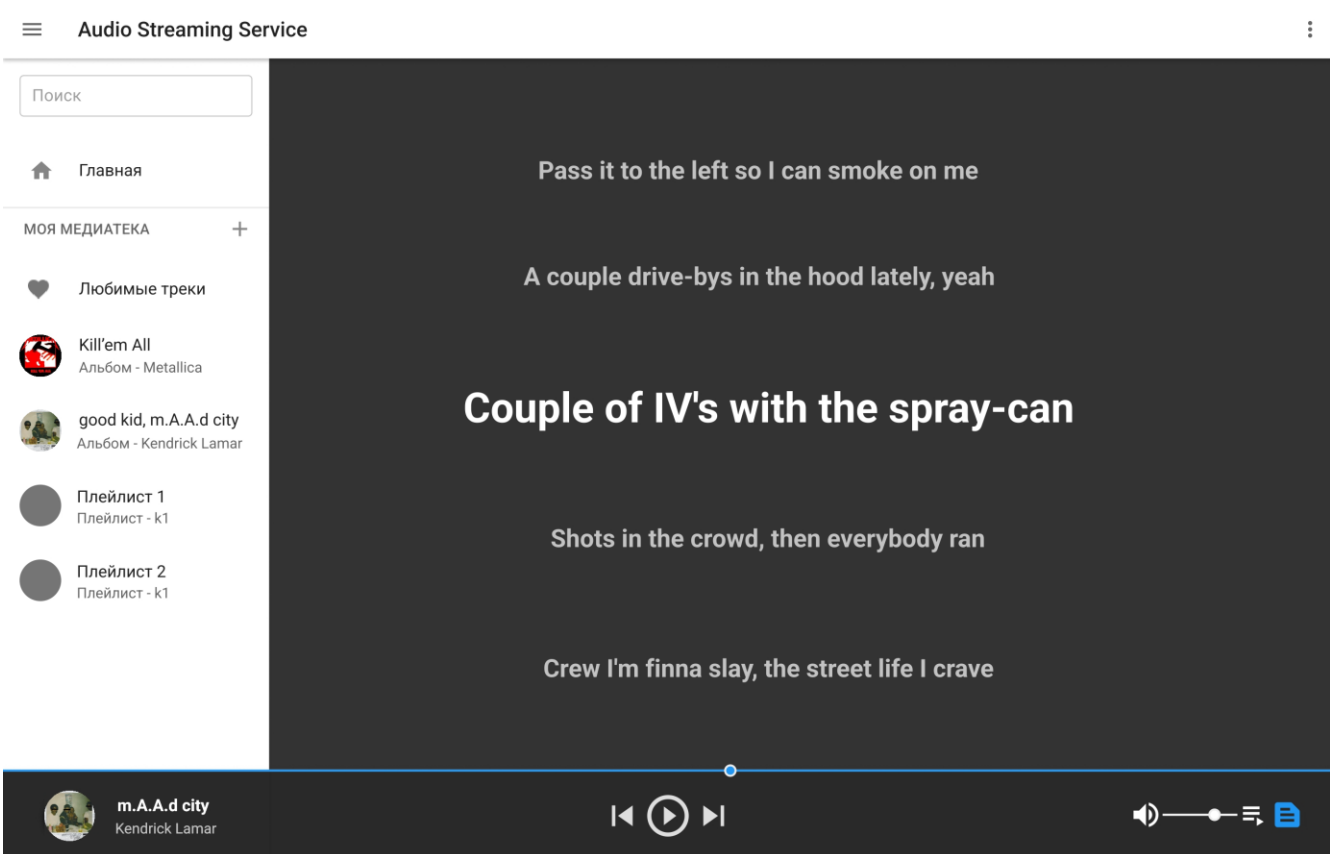 Audio Streaming Service
Поиск
Главная
МОЯ МЕДИАТЕКА
Любимые треки
Kill’em All
Альбом - Metallica
good kid, m.A.A.d city
Альбом - Kendrick Lamar
Плейлист 1
Плейлист - k1
Плейлист 2
Плейлист - k1
Pass it to the left so I can smoke on me
A couple drive-bys in the hood lately, yeah
Couple of IV's with the spray-can
Shots in the crowd, then everybody ran
Crew I'm finna slay, the street life I crave
m.A.A.d city
Kendrick Lamar